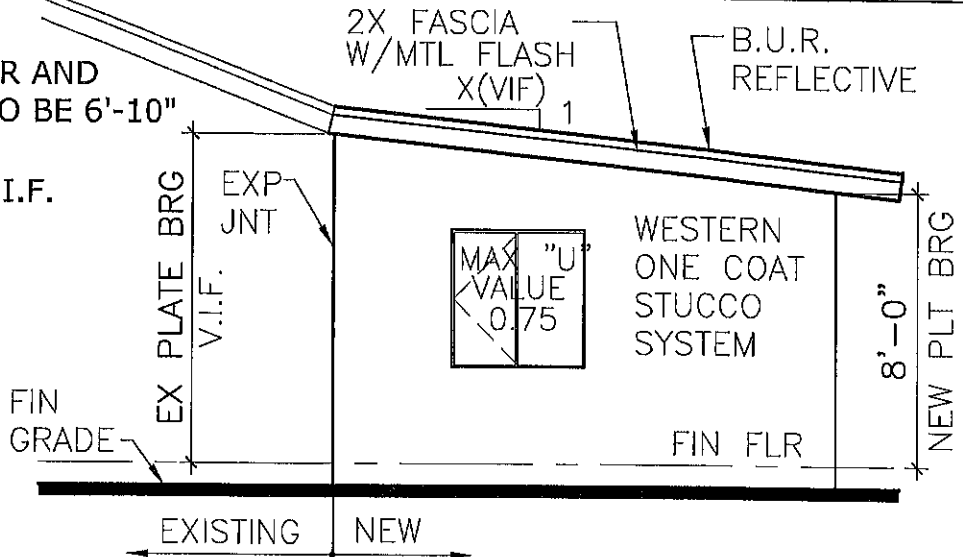 R AND
O BE 6'-10"
I.F.
2X FASCIA
W/MTL FLASH
X(VIF)
1
B.U.R.
REFLECTIVE
EX PLATE BRG
V.I.F.
EXP
JNT
MAX "U"
VALUE
0.75
WESTERN
ONE COAT
STUCCO
SYSTEM
8'-0"
NEW PLT BRG
FIN
GRADE
FIN FLR
EXISTING
NEW